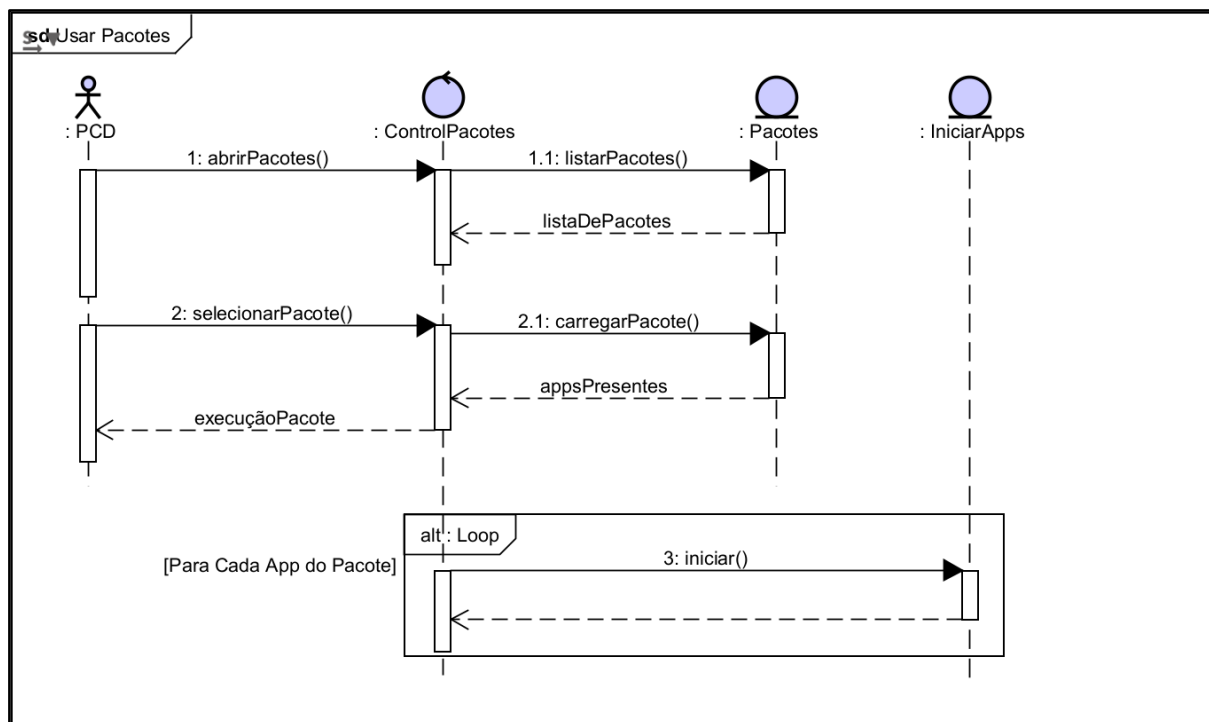 sd Usar Pacotes
: PCD
: ControlPacotes
: Pacotes
: IniciarApps
1: abrirPacotes()
1.1: listarPacotes()
listaDePacotes
2: selecionarPacote()
2.1: carregarPacote()
appsPresentes
execuçãoPacote
alt : Loop
[Para Cada App do Pacote]
3: iniciar()